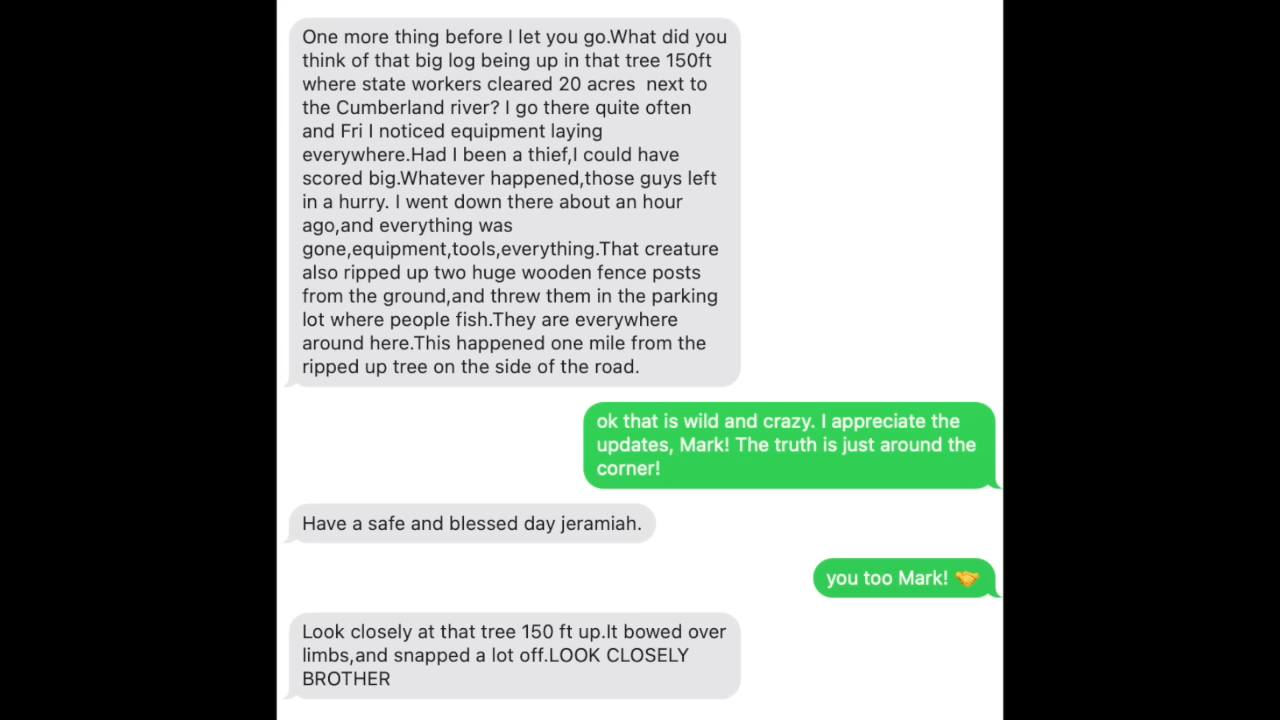 One more thing before I let you go.What did you
think of that big log being up in that tree 150ft
where state workers cleared 20 acres  next to
the Cumberland river? I go there quite often
and Fri I noticed equipment laying
everywhere.Had I been a thief,I could have
scored big.Whatever happened,those guys left
in a hurry. I went down there about an hour
ago,and everything was
gone,equipment,tools,everything.That creature
also ripped up two huge wooden fence posts
from the ground,and threw them in the parking
lot where people fish.They are everywhere
around here.This happened one mile from the
ripped up tree on the side of the road.
ok that is wild and crazy. I appreciate the
updates, Mark! The truth is just around the
corner!
Have a safe and blessed day jeramiah.
you too Mark! 🤝
Look closely at that tree 150 ft up.It bowed over
limbs,and snapped a lot off.LOOK CLOSELY
BROTHER